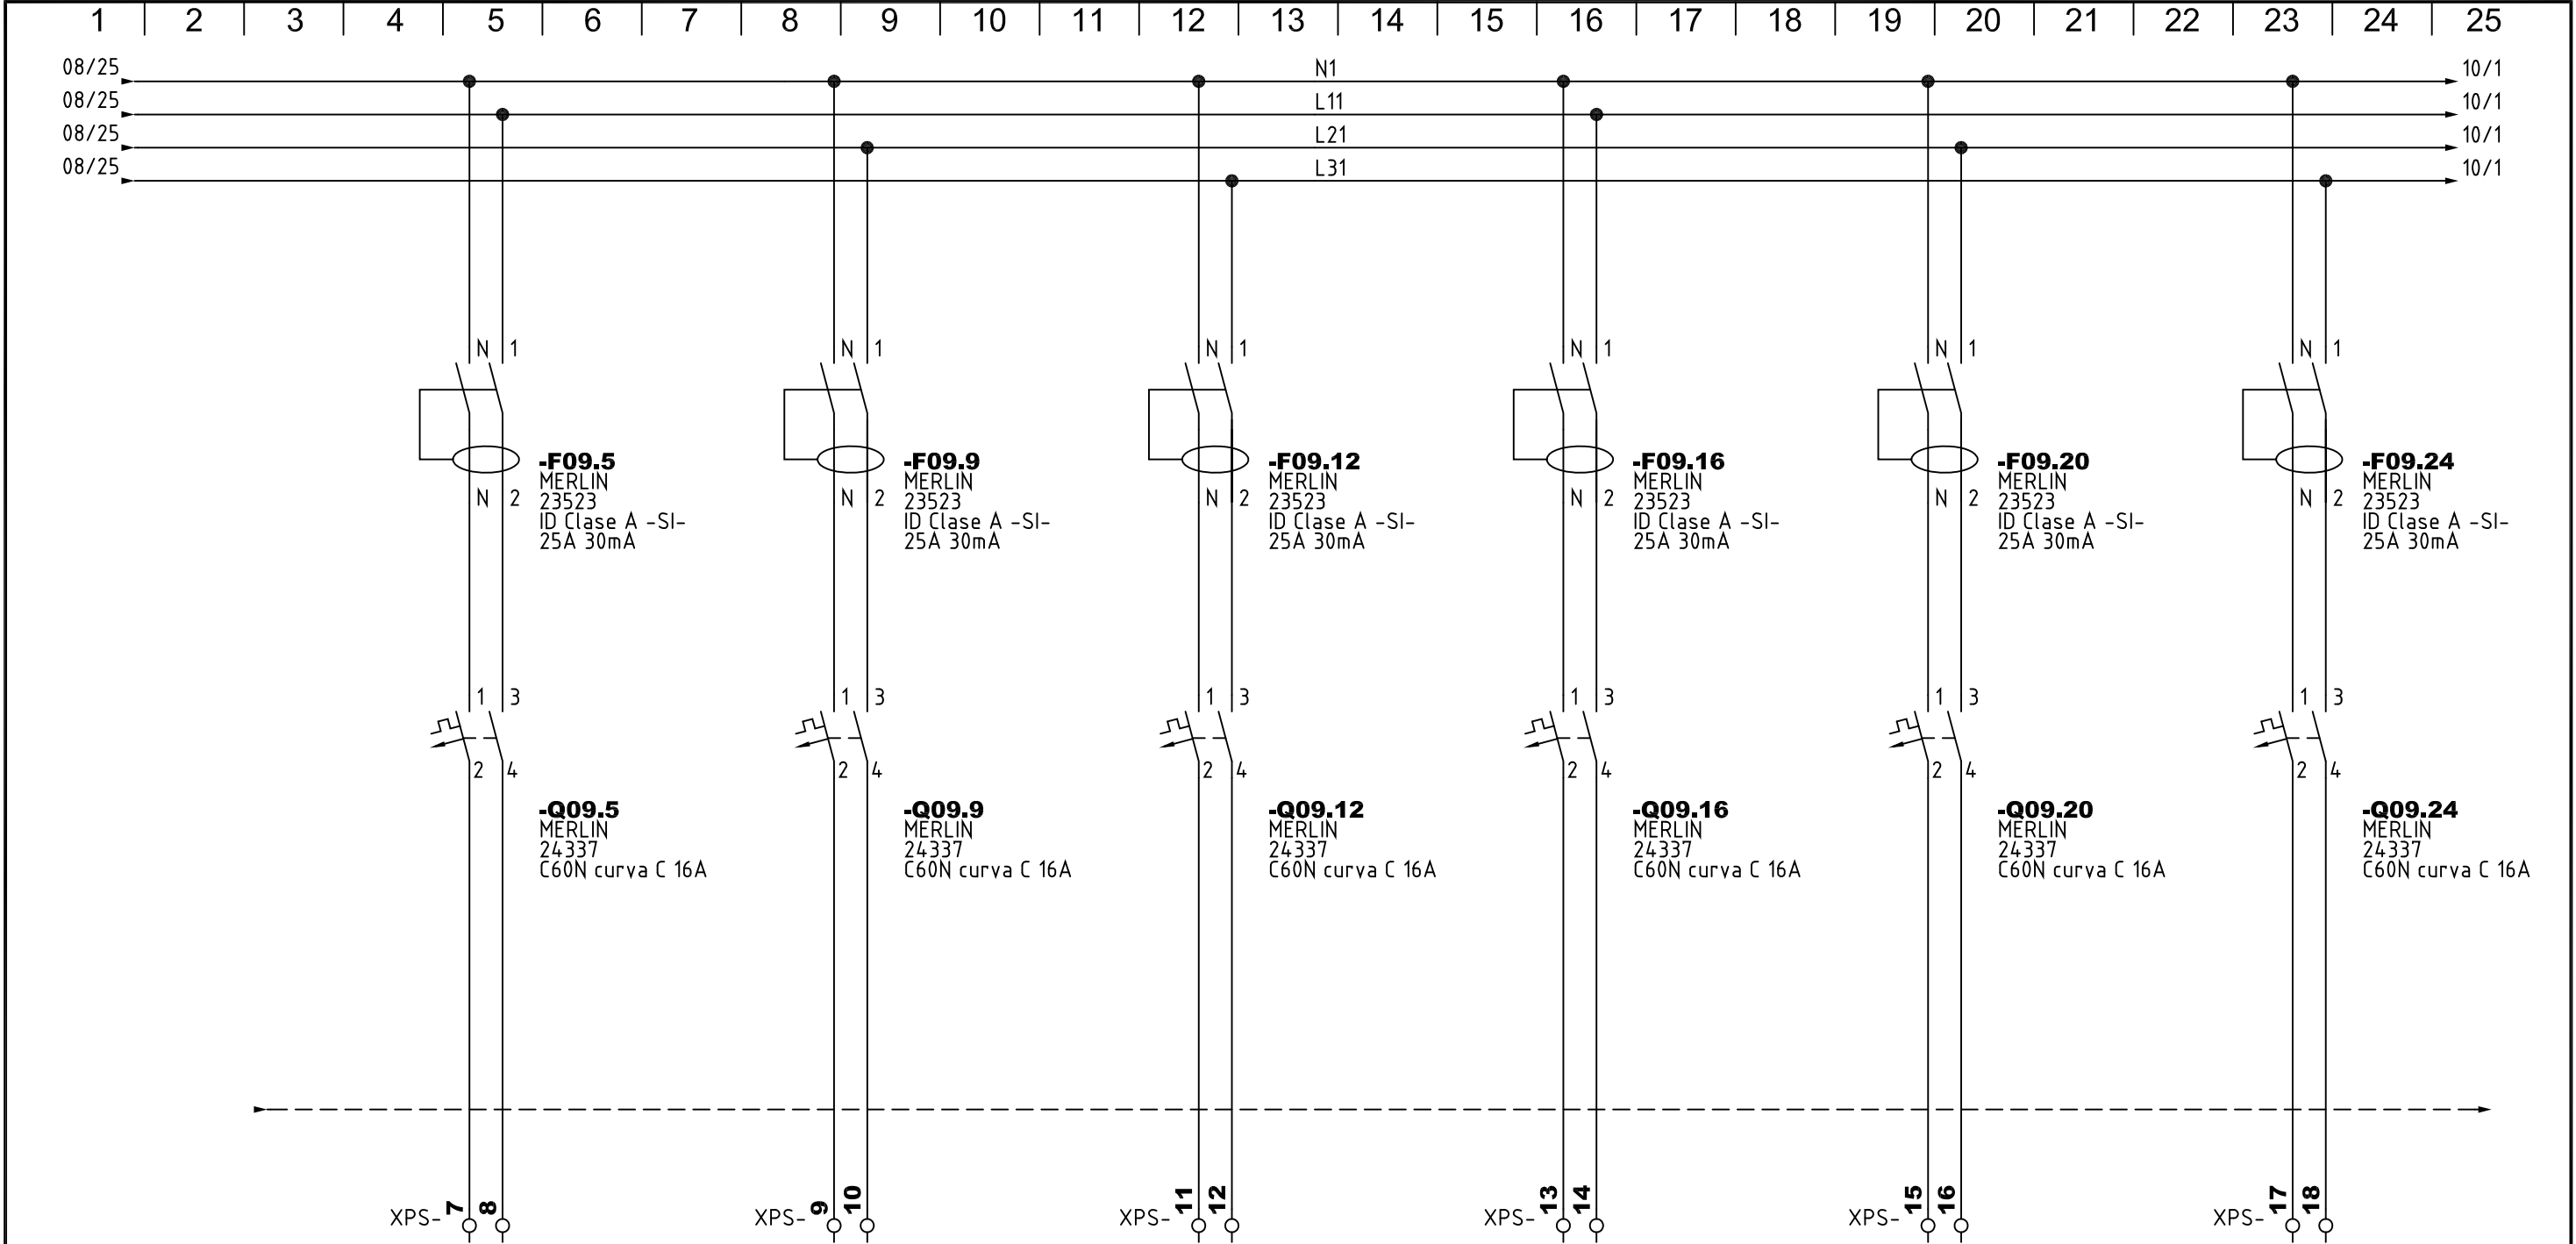 1 2 3 4 5 6 7 8 9 10 11 12 13 14 15 16 17 18 19 20 21 22 23 24 25
08/25 N1 10/1
08/25 L11 10/1
08/25 L21 10/1
08/25 L31 10/1
N 1 N 1 N 1 N 1 N 1 N 1
-F09.5
MERLIN
23523
ID Clase A -SI-
25A 30mA
-F09.9
MERLIN
23523
ID Clase A -SI-
25A 30mA
-F09.12
MERLIN
23523
ID Clase A -SI-
25A 30mA
-F09.16
MERLIN
23523
ID Clase A -SI-
25A 30mA
-F09.20
MERLIN
23523
ID Clase A -SI-
25A 30mA
-F09.24
MERLIN
23523
ID Clase A -SI-
25A 30mA
N 2 N 2 N 2 N 2 N 2 N 2
1 3 1 3 1 3 1 3 1 3 1 3
2 4 2 4 2 4 2 4 2 4 2 4
-Q09.5
MERLIN
24337
C60N curva C 16A
-Q09.9
MERLIN
24337
C60N curva C 16A
-Q09.12
MERLIN
24337
C60N curva C 16A
-Q09.16
MERLIN
24337
C60N curva C 16A
-Q09.20
MERLIN
24337
C60N curva C 16A
-Q09.24
MERLIN
24337
C60N curva C 16A
XPS- 7 8 XPS- 9 10 XPS- 11 12 XPS- 13 14 XPS- 15 16 XPS- 17 18